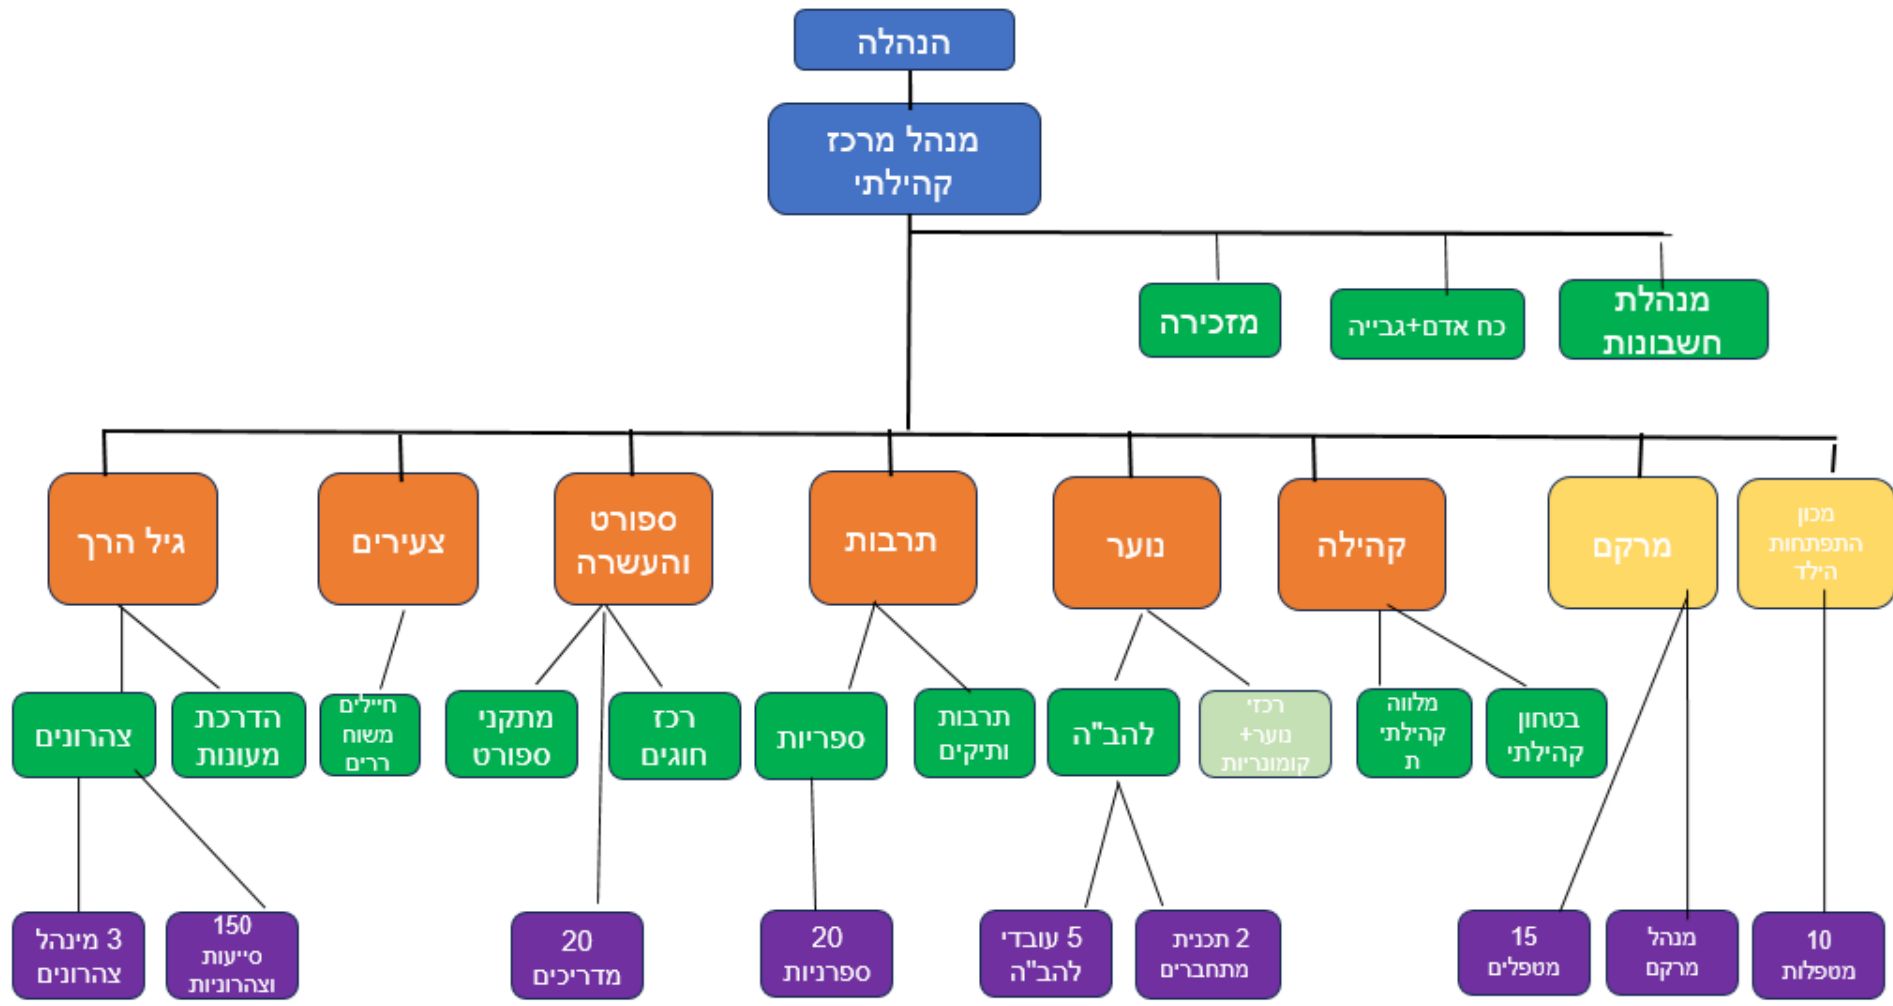 הנהלה
מנהל מרכז
קהילתי
מנהלת
חשבונות
כח אדם+גבייה
מזכירה
מכון
התפתחות
הילד
מרקם
קהילה
נוער
תרבות
ספורט
והעשרה
צעירים
גיל הרך
בטחון
קהילתי
מלווה
קהילתי
ת
רכזי
נוער+
קומונריות
להב"ה
תרבות
ותיקים
ספריות
רכז
חוגים
מתקני
ספורט
חיילים
משוח
ררים
הדרכת
מעונות
צהרונים
10
מטפלות
מנהל
מרקם
15
מטפלים
2 תכנית
מתחברים
5 עובדי
להב"ה
20
ספרניות
20
מדריכים
150
סייעות
וצהרוניות
3 מינהל
צהרונים